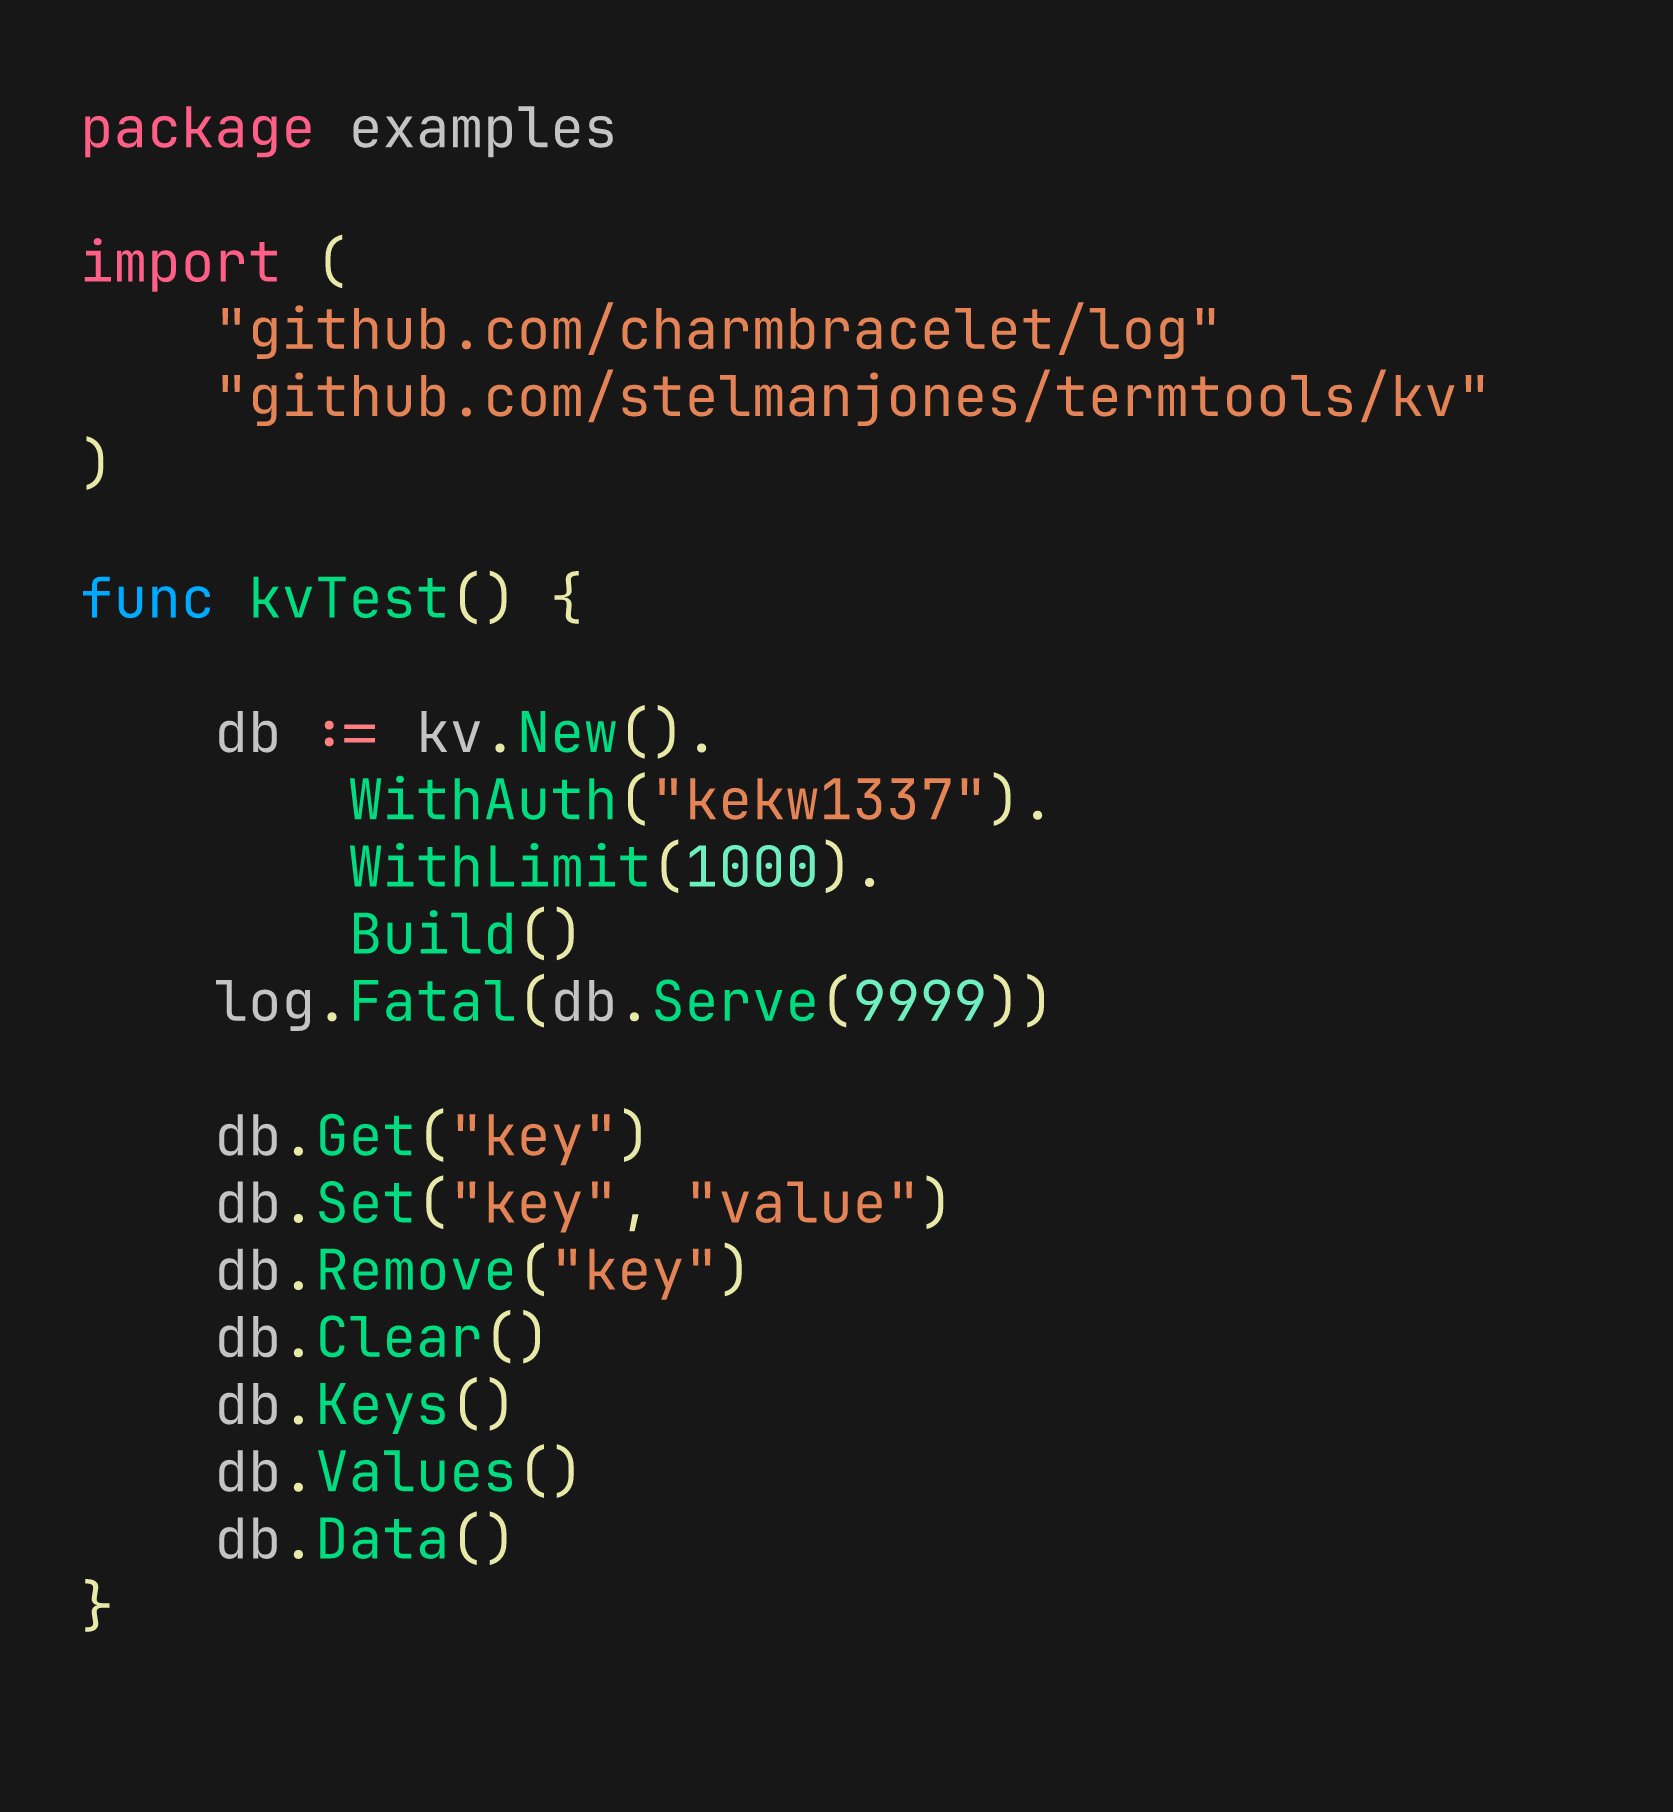 package examples

import (
    "github.com/charmbracelet/log"
    "github.com/stelmanjones/termtools/kv"
)

func kvTest() {

    db := kv.New().
        WithAuth("kekw1337").
        WithLimit(1000).
        Build()
    log.Fatal(db.Serve(9999))

    db.Get("key")
    db.Set("key", "value")
    db.Remove("key")
    db.Clear()
    db.Keys()
    db.Values()
    db.Data()
}